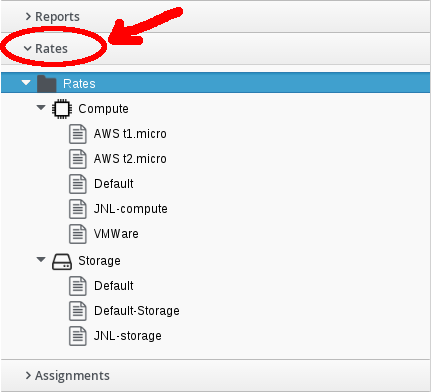 Reports
Rates
Rates
Compute
AWS t1.micro
AWS t2.micro
Default
JNL-compute
VMWare
Storage
Default
Default-Storage
JNL-storage
Assignments